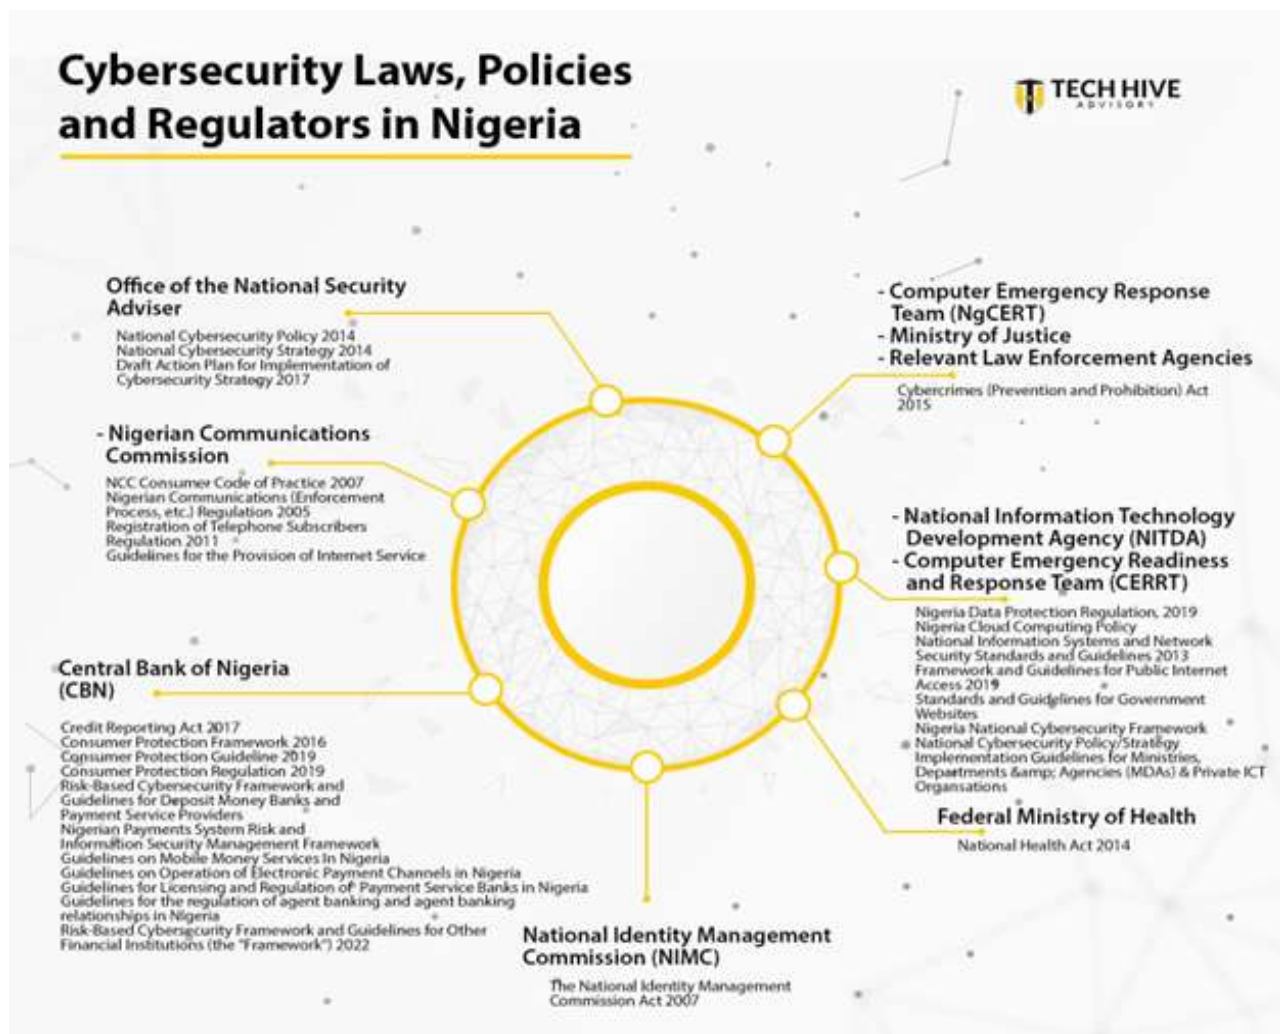 Cybersecurity Laws, Policies
and Regulators in Nigeria
TECH HIVE
ADVISORY
Office of the National Security
Adviser
National Cybersecurity Policy 2014
National Cybersecurity Strategy 2014
Draft Action Plan for Implementation of
Cybersecurity Strategy 2017
- Nigerian Communications
Commission
NCC Consumer Code of Practice 2007
Nigerian Communications (Enforcement
Process, etc.) Regulation 2005
Registration of Telephone Subscribers
Regulation 2011
Guidelines for the Provision of Internet Service
Central Bank of Nigeria
(CBN)
Credit Reporting Act 2017
Consumer Protection Framework 2016
Consumer Protection Guideline 2019
Consumer Protection Regulation 2019
Risk-Based Cybersecurity Framework and
Guidelines for Deposit Money Banks and
Payment Service Providers
Nigerian Payments System Risk and
Information Security Management Framework
Guidelines on Mobile Money Services In Nigeria
Guidelines on Operation of Electronic Payment Channels in Nigeria
Guidelines for Licensing and Regulation of Payment Service Banks in Nigeria
Guidelines for the regulation of agent banking and agent banking
relationships in Nigeria
Risk-Based Cybersecurity Framework and Guidelines for Other
Financial Institutions (the "Framework") 2022
- Computer Emergency Response
Team (NgCERT)
- Ministry of Justice
- Relevant Law Enforcement Agencies
Cybercrimes (Prevention and Prohibition) Act
2015
- National Information Technology
Development Agency (NITDA)
- Computer Emergency Readiness
and Response Team (CERRT)
Nigeria Data Protection Regulation, 2019
Nigeria Cloud Computing Policy
National Information Systems and Network
Security Standards and Guidelines 2013
Framework and Guidelines for Public Internet
Access 2019
Standards and Guidelines for Government
Websites
Nigeria National Cybersecurity Framework
National Cybersecurity Policy/Strategy
Implementation Guidelines for Ministries,
Departments &amp; Agencies (MDAs) & Private ICT
Organsations
Federal Ministry of Health
National Health Act 2014
National Identity Management
Commission (NIMC)
The National Identity Management
Commission Act 2007